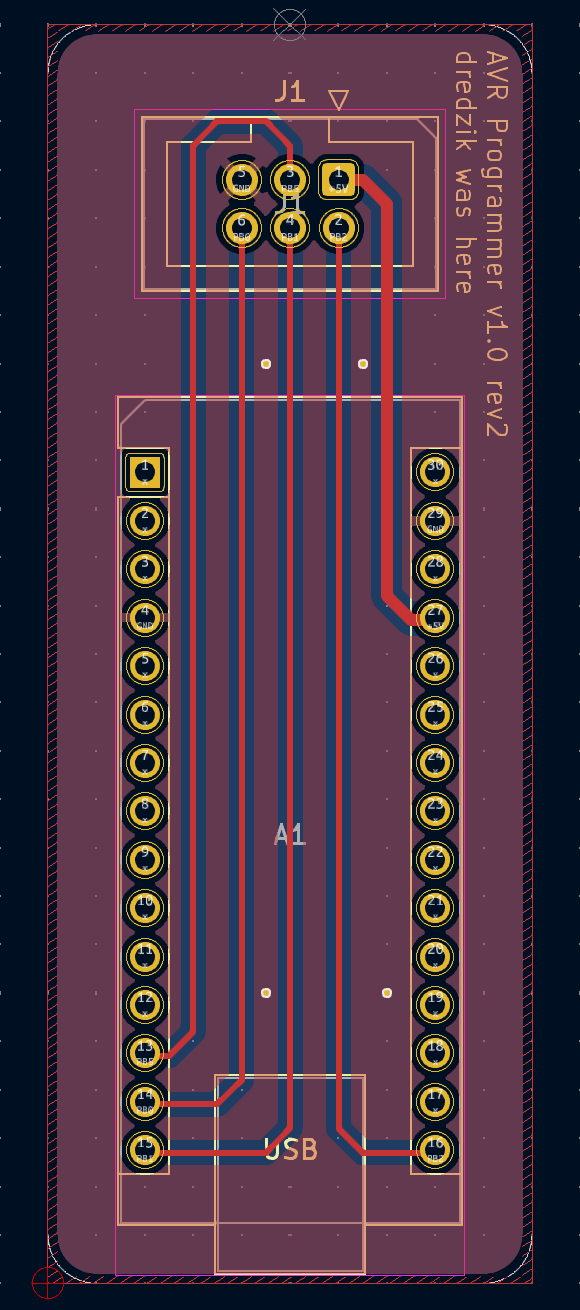 J1
AVR Programmer v1.0 rev2
dredzik was here
5 3 1
GND PB5 +5V
J1
6 4 2
PB0 PB1 PB2
1 30
x x
2 29
x GND
3 28
x x
4 27
GND +5V
5 26
x x
6 25
x x
7 24
x x
8 23
x x
A1
9 22
x x
10 21
x x
11 20
x x
12 19
x x
13 18
PB5 x
14 17
PB0 x
15 USB 16
PB1 PB2